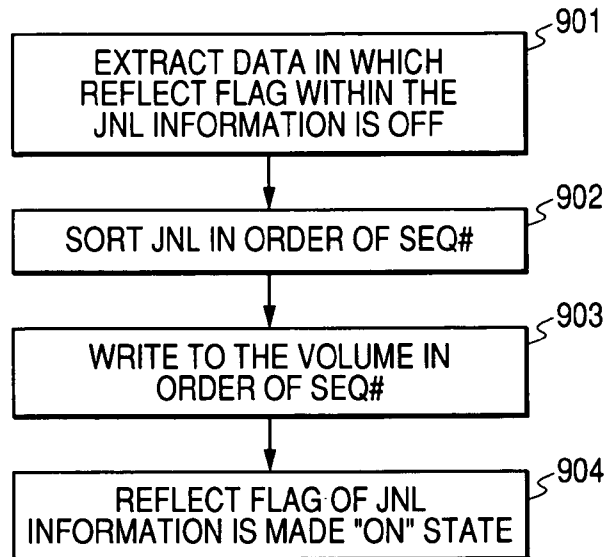 901
EXTRACT DATA IN WHICH
REFLECT FLAG WITHIN THE
JNL INFORMATION IS OFF
902
SORT JNL IN ORDER OF SEQ#
903
WRITE TO THE VOLUME IN
ORDER OF SEQ#
904
REFLECT FLAG OF JNL
INFORMATION IS MADE "ON" STATE